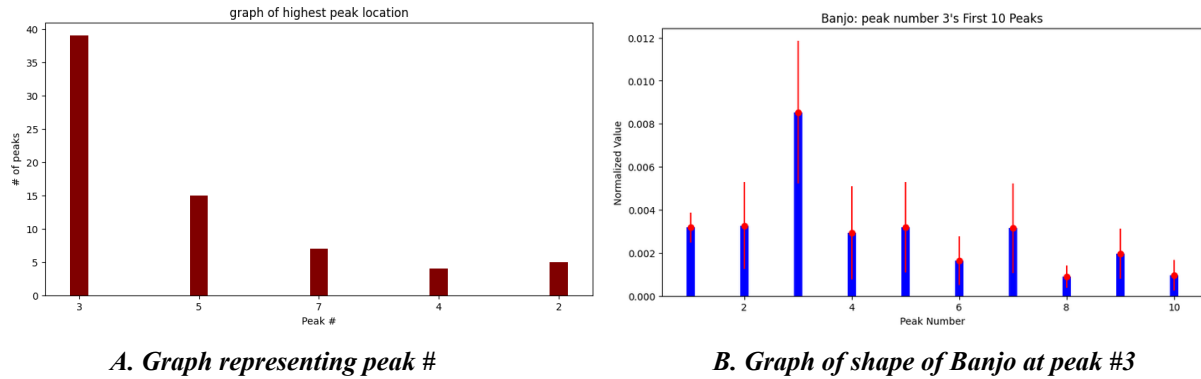 graph of highest peak location
40
35
30
25
20
15
10
5
0
# of peaks
3 5 7 4 2
Peak #
A. Graph representing peak #
Banjo: peak number 3's First 10 Peaks
0.012
0.010
0.008
0.006
0.004
0.002
0.000
Normalized Value
2 4 6 8 10
Peak Number
B. Graph of shape of Banjo at peak #3